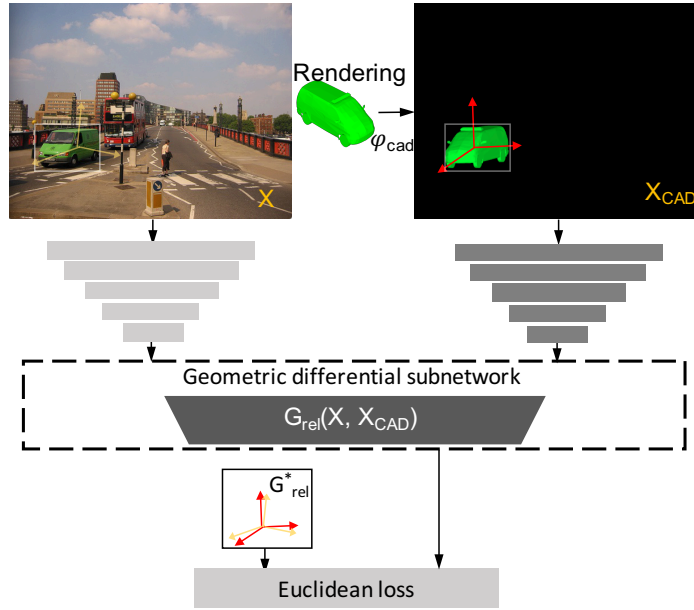 Rendering
φcad
X
XCAD
Geometric differential subnetwork
Grel(X, XCAD)
G*rel
Euclidean loss